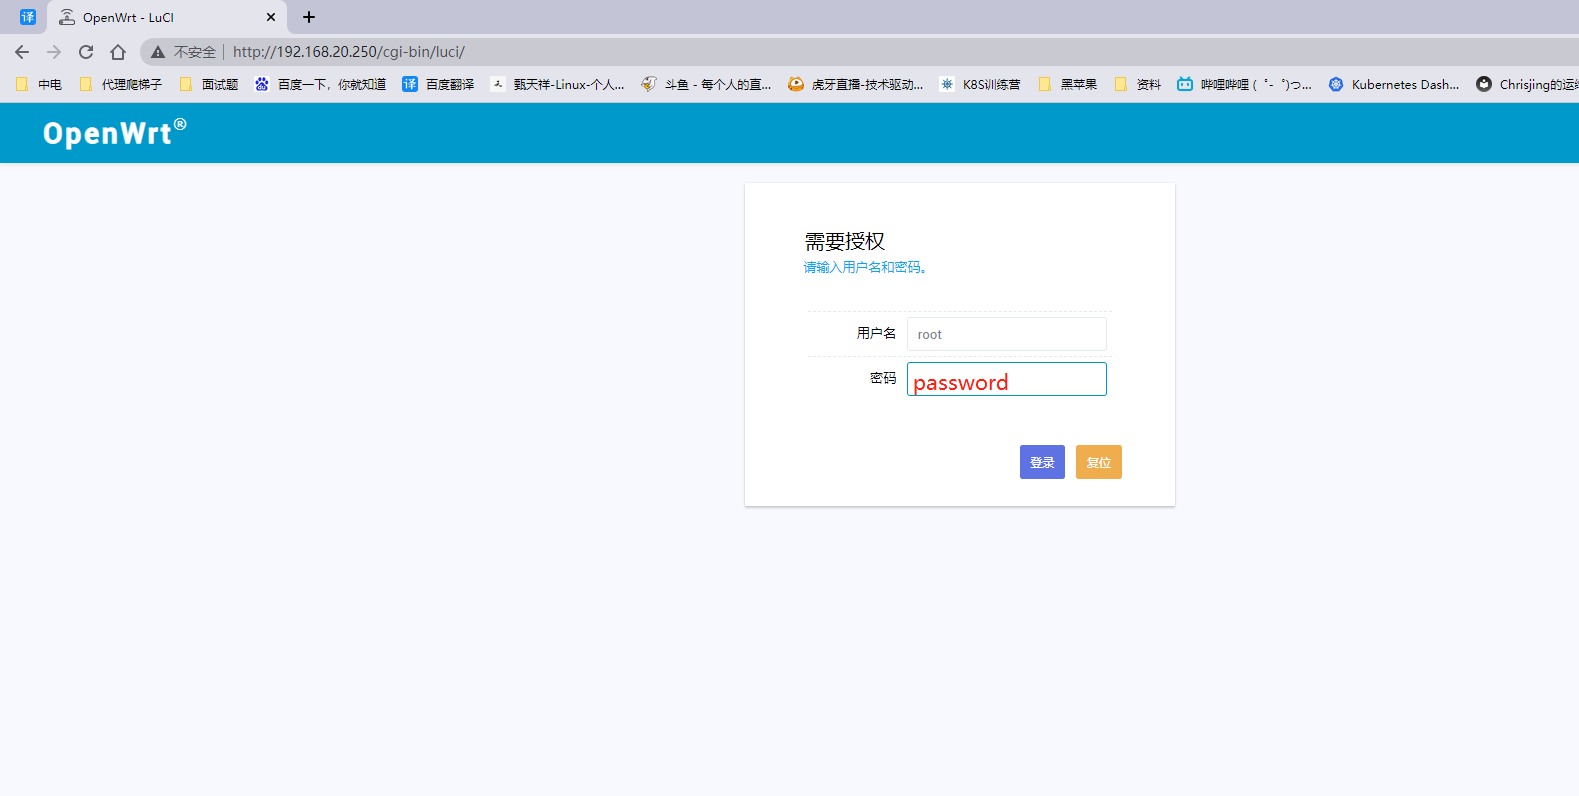 译 OpenWrt - LuCI
不安全 http://192.168.20.250/cgi-bin/luci/
中电 代理爬梯子 面试题 百度一下，你就知道 译 百度翻译 甄天祥-Linux-个人... 斗鱼 - 每个人的直... 虎牙直播-技术驱动... K8S训练营 黑苹果 资料 哔哩哔哩 ( ゜- ゜)つ... Kubernetes Dash... Chrisjing的运维
OpenWrt®
需要授权
请输入用户名和密码。
用户名 root
密码 password
登录 复位